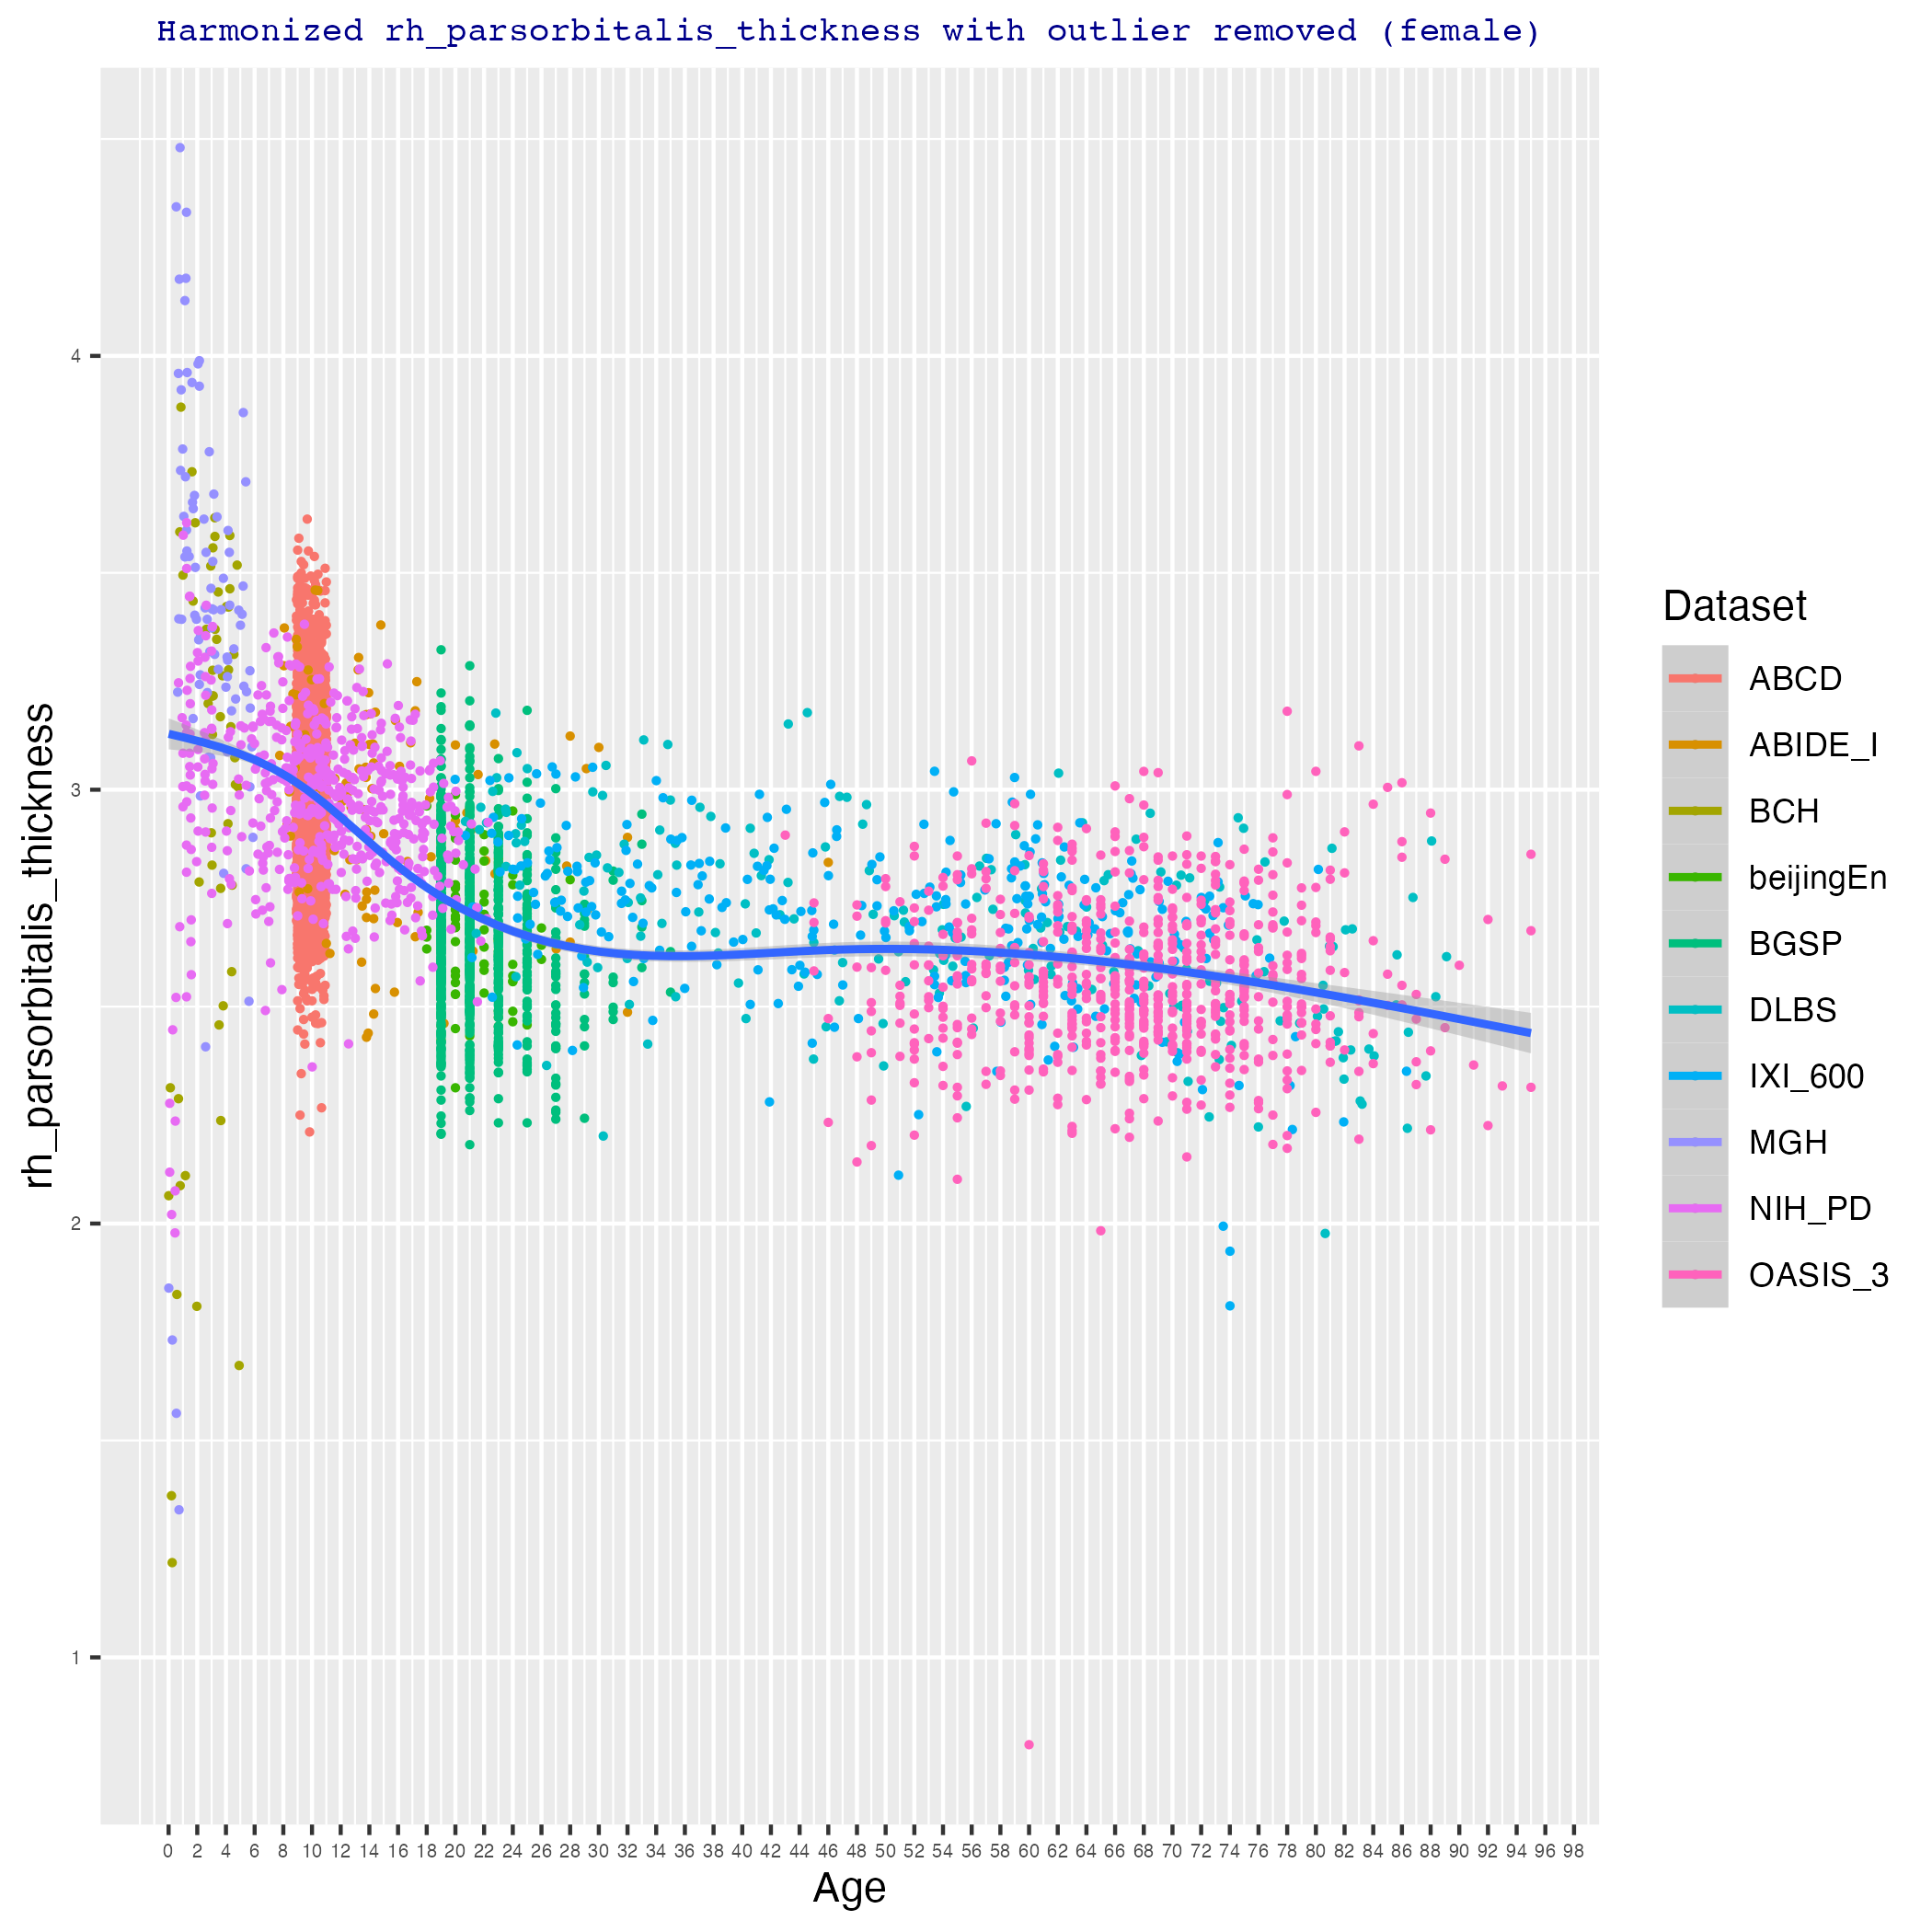 Harmonized rh_parsorbitalis_thickness with outlier removed (female)
rh_parsorbitalis_thickness
4
3
2
1
0 2 4 6 8 10 12 14 16 18 20 22 24 26 28 30 32 34 36 38 40 42 44 46 48 50 52 54 56 58 60 62 64 66 68 70 72 74 76 78 80 82 84 86 88 90 92 94 96 98
Age
Dataset
ABCD
ABIDE_I
BCH
beijingEn
BGSP
DLBS
IXI_600
MGH
NIH_PD
OASIS_3